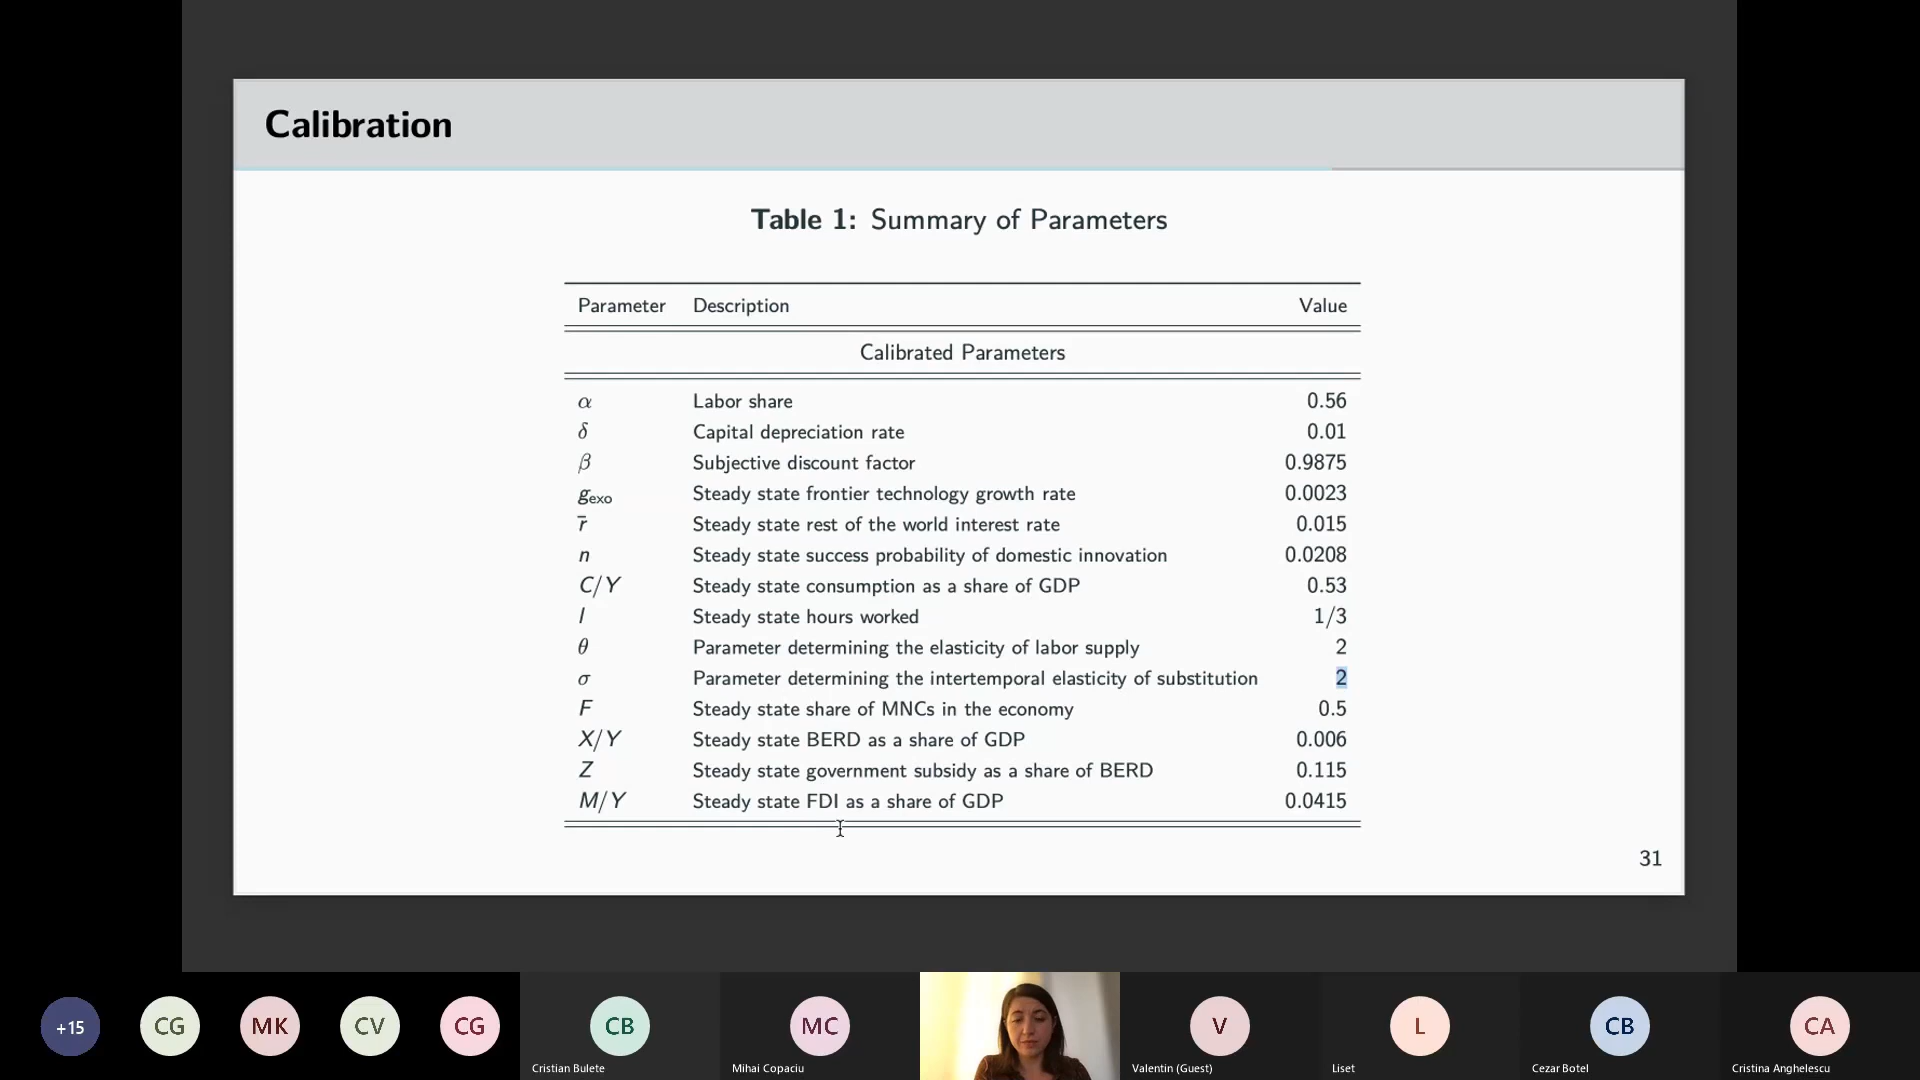 Calibration
Table 1: Summary of Parameters
Parameter Description Value
Calibrated Parameters
α Labor share 0.56
δ Capital depreciation rate 0.01
β Subjective discount factor 0.9875
g_exo Steady state frontier technology growth rate 0.0023
r̄ Steady state rest of the world interest rate 0.015
n Steady state success probability of domestic innovation 0.0208
C/Y Steady state consumption as a share of GDP 0.53
l Steady state hours worked 1/3
θ Parameter determining the elasticity of labor supply 2
σ Parameter determining the intertemporal elasticity of substitution 2
F Steady state share of MNCs in the economy 0.5
X/Y Steady state BERD as a share of GDP 0.006
Z Steady state government subsidy as a share of BERD 0.115
M/Y Steady state FDI as a share of GDP 0.0415
31
+15 CG MK CV CG CB MC V L CB CA
Cristian Bulete Mihai Copaciu Valentin (Guest) Liset Cezar Botel Cristina Anghelescu